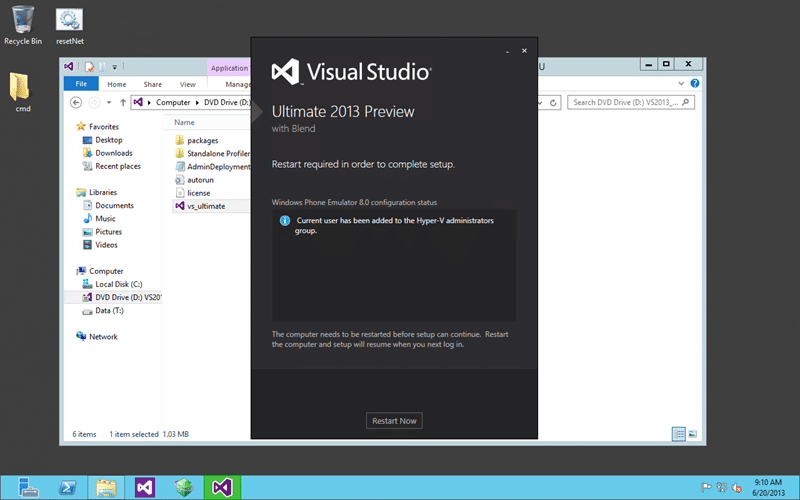 Recycle Bin
resetNet
cmd
Application
U
File
Home
Share
View
Manage
Computer
DVD Drive (D:)
Search DVD Drive (D:) VS2013_...
Favorites
Desktop
Downloads
Recent places
Libraries
Documents
Music
Pictures
Videos
Computer
Local Disk (C:)
DVD Drive (D:) VS201
Data (T:)
Network
Name
packages
Standalone Profiler
AdminDeployment
autorun
license
vs_ultimate
6 items
1 item selected 1.03 MB
Visual Studio
Ultimate 2013 Preview
with Blend
Restart required in order to complete setup.
Windows Phone Emulator 8.0 configuration status
Current user has been added to the Hyper-V administrators
group.
The computer needs to be restarted before setup can continue. Restart
the computer and setup will resume when you next log in.
Restart Now
9:10 AM
6/20/2013